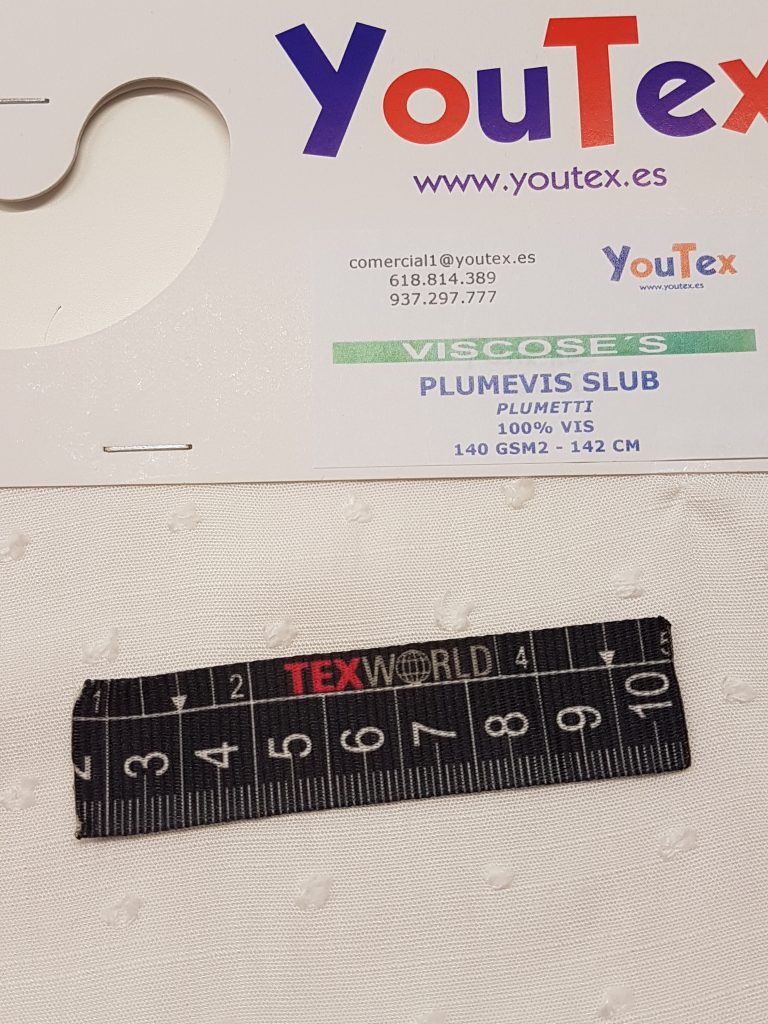 YouTex
www.youtex.es
comercial1@youtex.es
618.814.389
937.297.777
YouTex
www.youtex.es
VISCOSE´S
PLUMEVIS SLUB
PLUMETTI
100% VIS
140 GSM2 - 142 CM
1 2 TEXWORLD 4 5
2 3 4 5 6 7 8 9 10